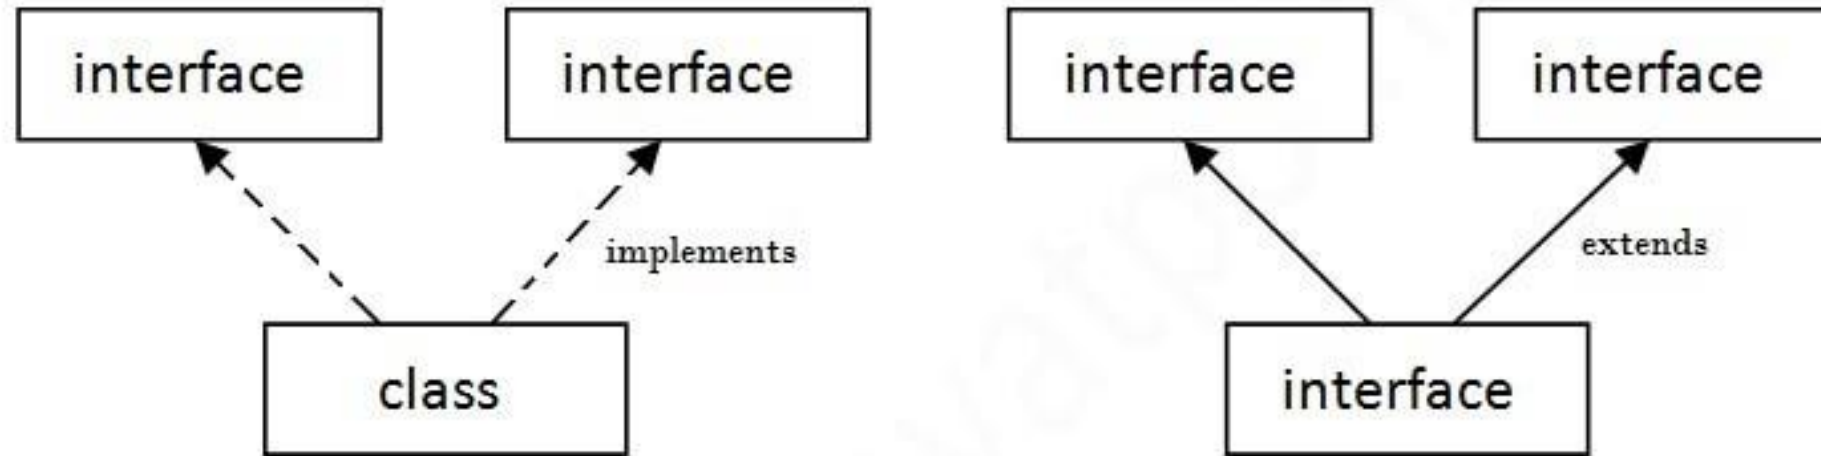 interface
interface
interface
interface
implements
extends
class
interface